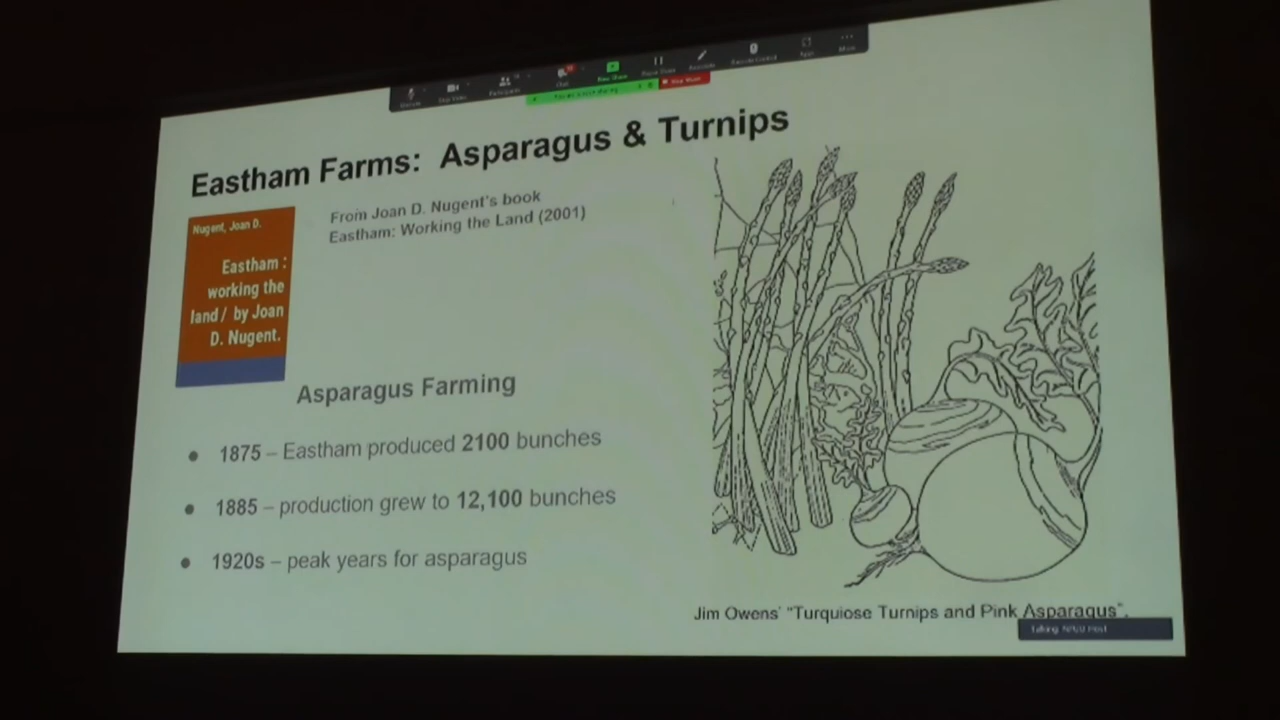 Eastham Farms: Asparagus & Turnips
From Joan D. Nugent's book
Eastham: Working the Land (2001)
Nugent, Joan D.
Eastham :
working the
land / by Joan
D. Nugent.
Asparagus Farming
• 1875 – Eastham produced 2100 bunches
• 1885 – production grew to 12,100 bunches
• 1920s – peak years for asparagus
Jim Owens' "Turquiose Turnips and Pink Asparagus".